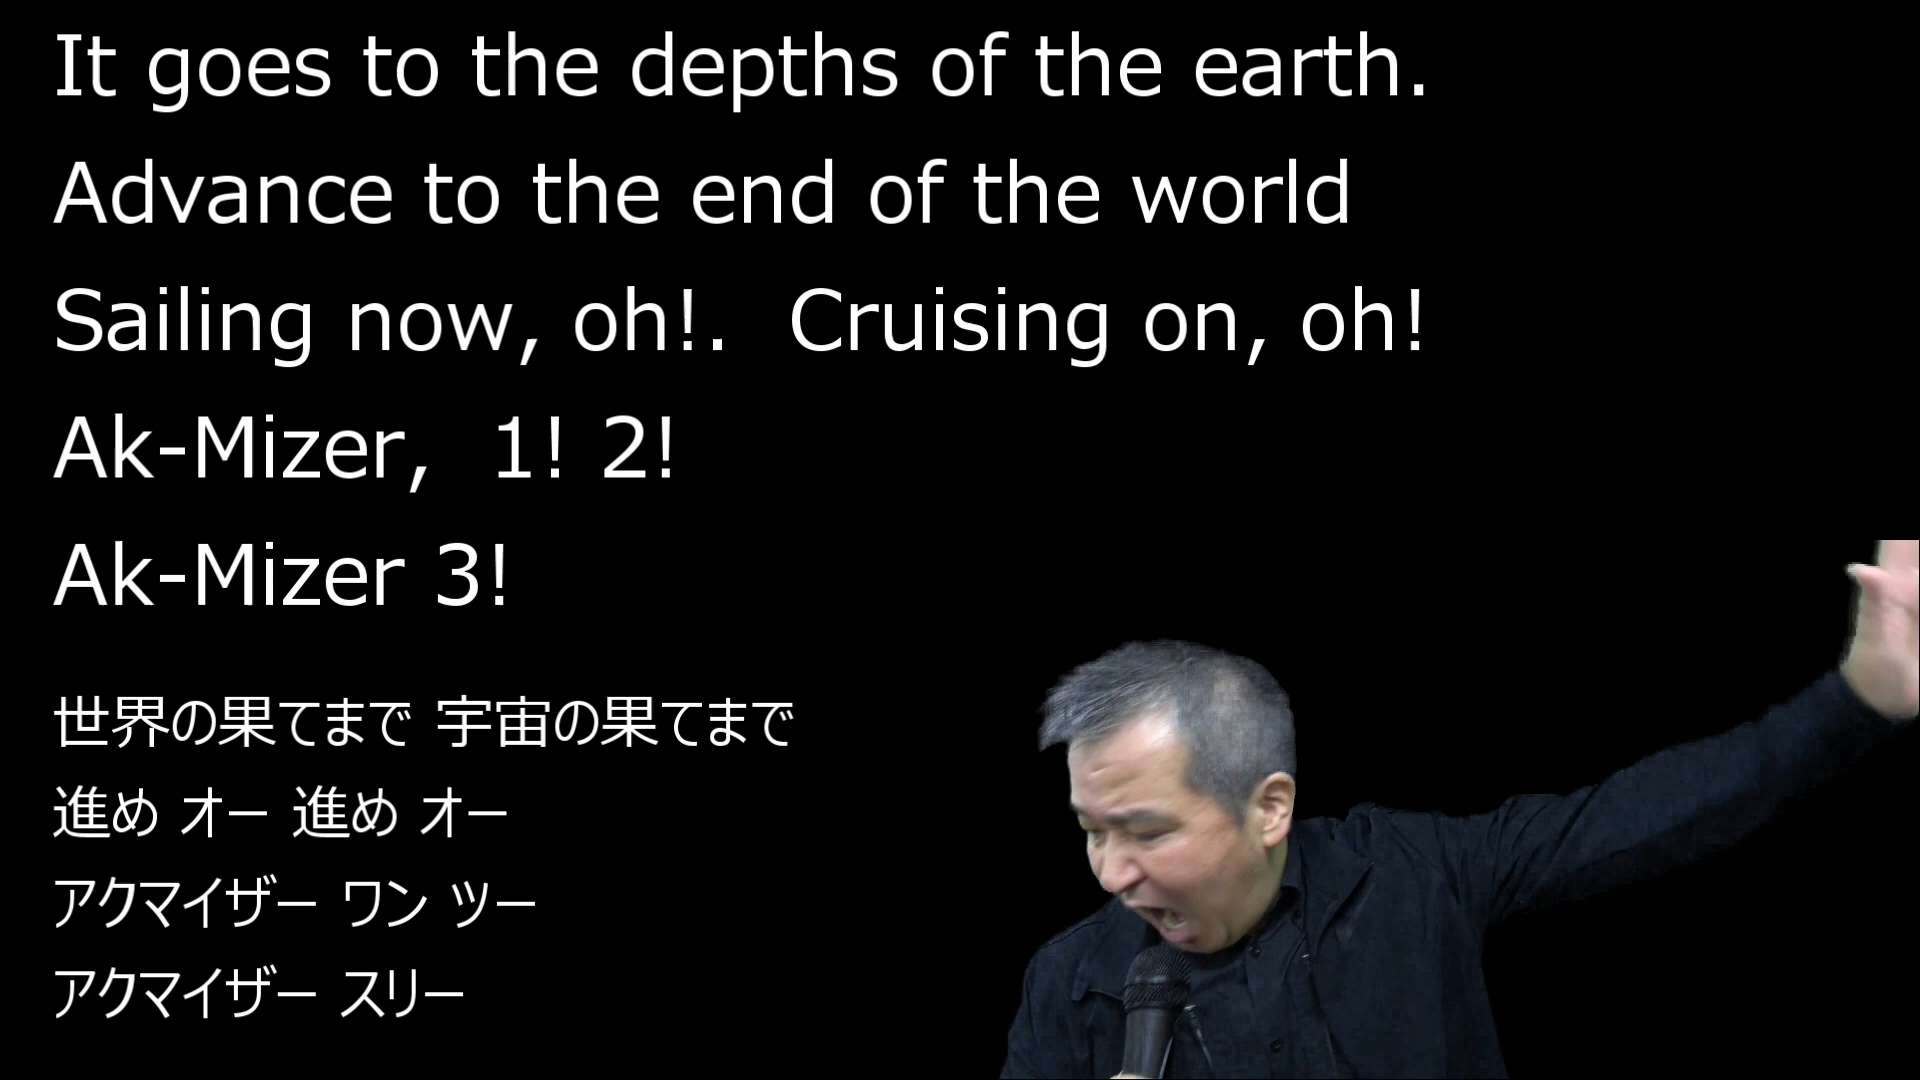 It goes to the depths of the earth.
Advance to the end of the world
Sailing now, oh!.  Cruising on, oh!
Ak-Mizer,  1! 2!
Ak-Mizer 3!
世界の果てまで 宇宙の果てまで
進め オー 進め オー
アクマイザー ワン ツー
アクマイザー スリー